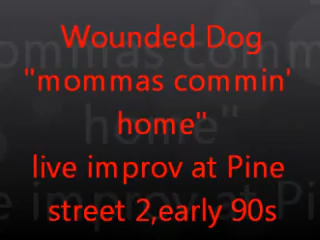 Wounded Dog
"mommas commin'
home"
live improv at Pine
street 2,early 90s